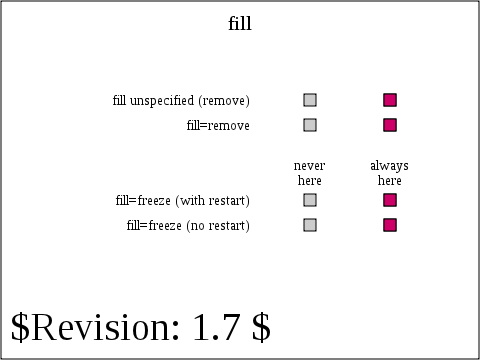 fill
fill unspecified (remove)
fill=remove
never always
here here
fill=freeze (with restart)
fill=freeze (no restart)
$Revision: 1.7 $